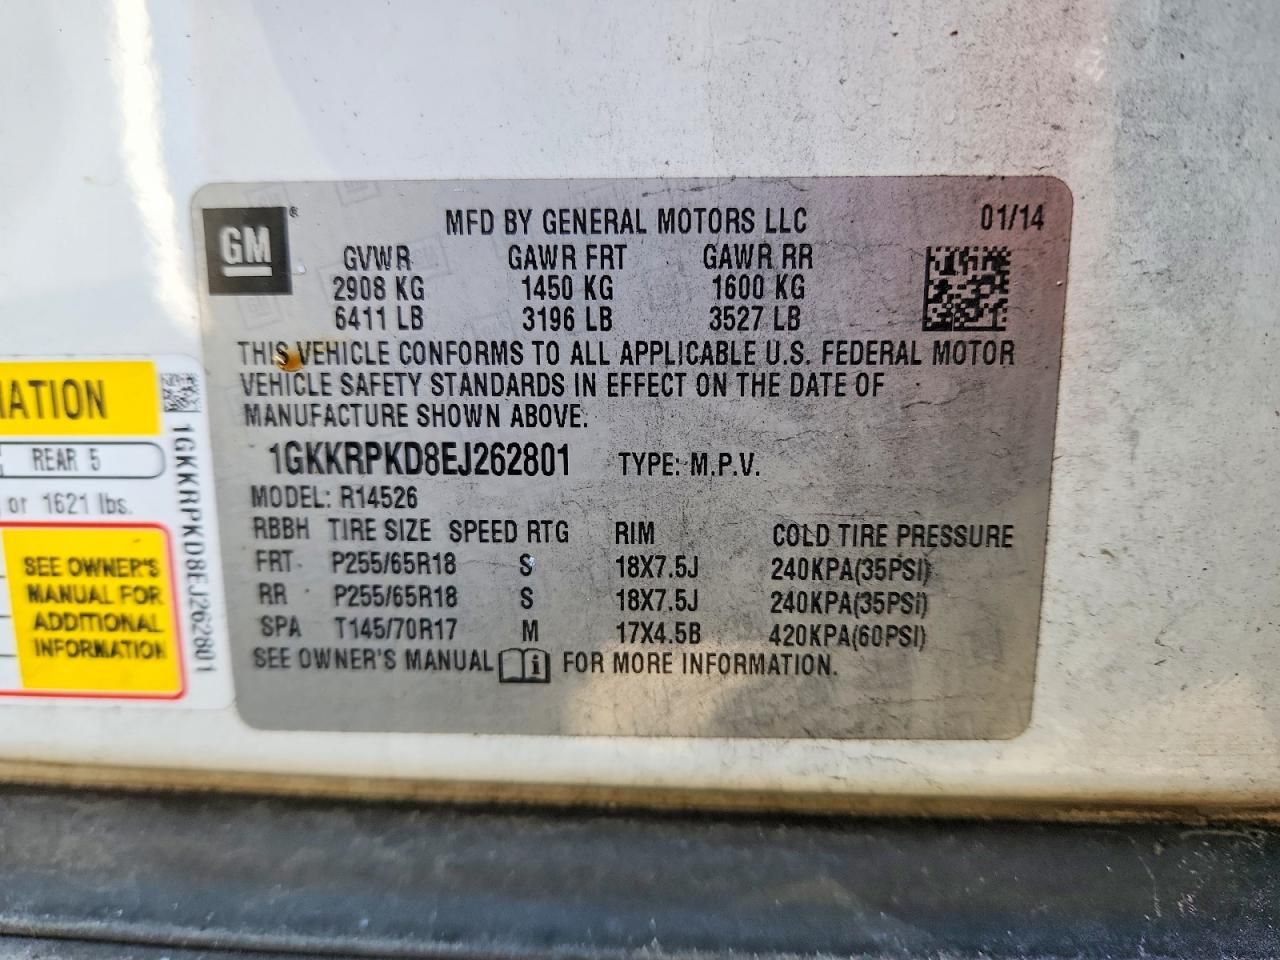 GM®
MFD BY GENERAL MOTORS LLC 01/14
GVWR GAWR FRT GAWR RR
2908 KG 1450 KG 1600 KG
6411 LB 3196 LB 3527 LB
THIS VEHICLE CONFORMS TO ALL APPLICABLE U.S. FEDERAL MOTOR
VEHICLE SAFETY STANDARDS IN EFFECT ON THE DATE OF
MANUFACTURE SHOWN ABOVE.
1GKKRPKD8EJ262801 TYPE: M.P.V.
MODEL: R14526
RBBH TIRE SIZE SPEED RTG RIM COLD TIRE PRESSURE
FRT P255/65R18 S 18X7.5J 240KPA(35PSI)
RR P255/65R18 S 18X7.5J 240KPA(35PSI)
SPA T145/70R17 M 17X4.5B 420KPA(60PSI)
SEE OWNER'S MANUAL i FOR MORE INFORMATION.
MATION
REAR 5
or 1621 lbs.
SEE OWNER'S
MANUAL FOR
ADDITIONAL
INFORMATION
1GKKRPKD8EJ262801